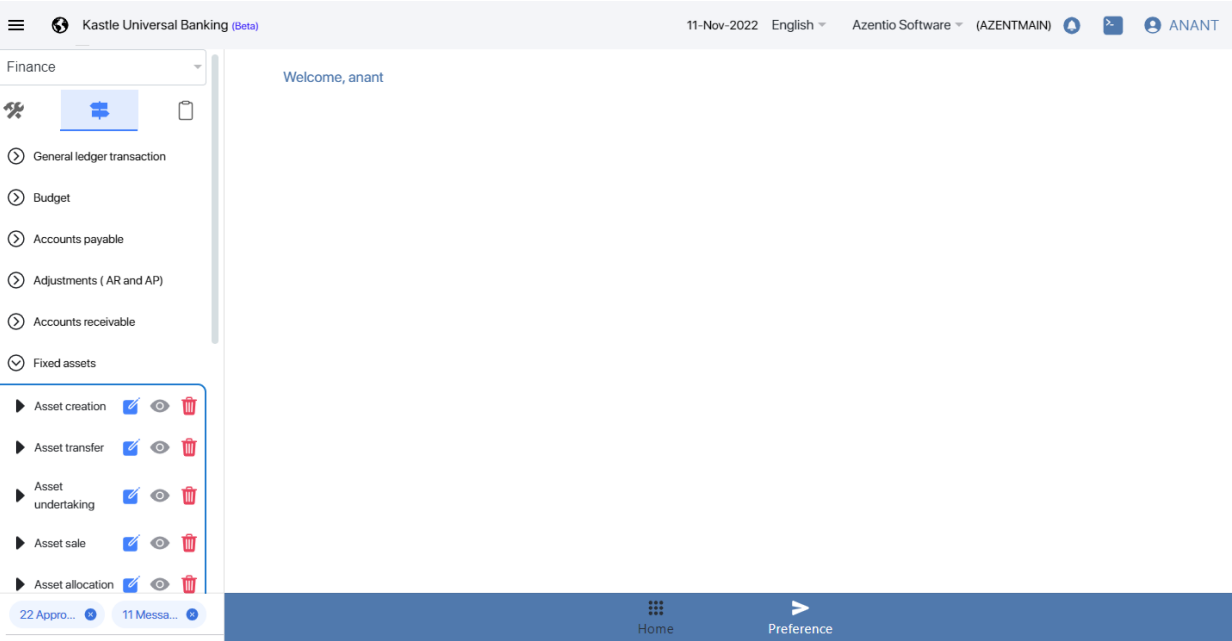 Kastle Universal Banking (Beta)
11-Nov-2022 English Azentio Software (AZENTMAIN) ANANT
Finance
Welcome, anant
General ledger transaction
Budget
Accounts payable
Adjustments ( AR and AP)
Accounts receivable
Fixed assets
Asset creation
Asset transfer
Asset
undertaking
Asset sale
Asset allocation
22 Appro... 11 Messa...
Home Preference